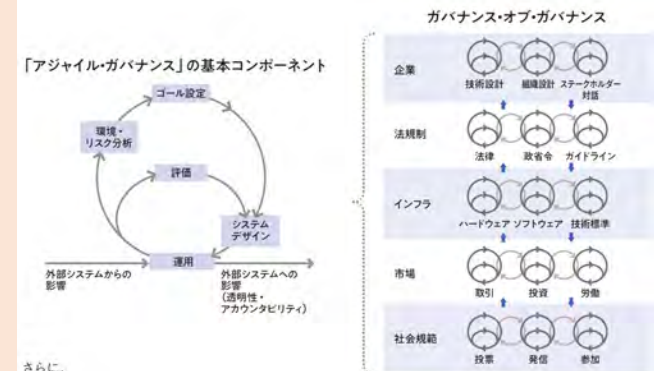 「アジャイル・ガバナンス」の基本コンポーネント
ゴール設定
環境・
リスク分析
評価
システム
デザイン
運用
外部システムからの
影響
外部システムへの
影響
(透明性・
アカウンタビリティ)
さらに、
ガバナンス・オブ・ガバナンス
企業
技術設計 組織設計 ステークホルダー
対話
法規制
法律 政省令 ガイドライン
インフラ
ハードウェア ソフトウェア 技術標準
市場
取引 投資 労働
社会規範
投票 発信 参加